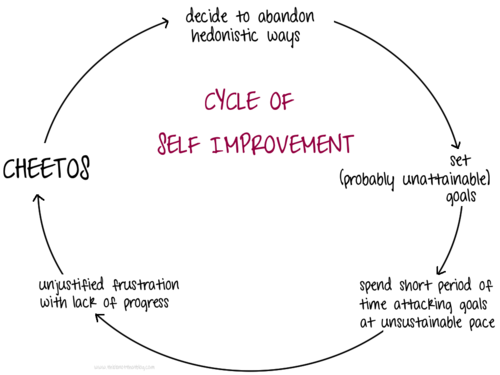 decide to abandon
hedonistic ways
CYCLE OF
SELF IMPROVEMENT
set
(probably unattainable)
goals
spend short period of
time attacking goals
at unsustainable pace
unjustified frustration
with lack of progress
CHEETOS